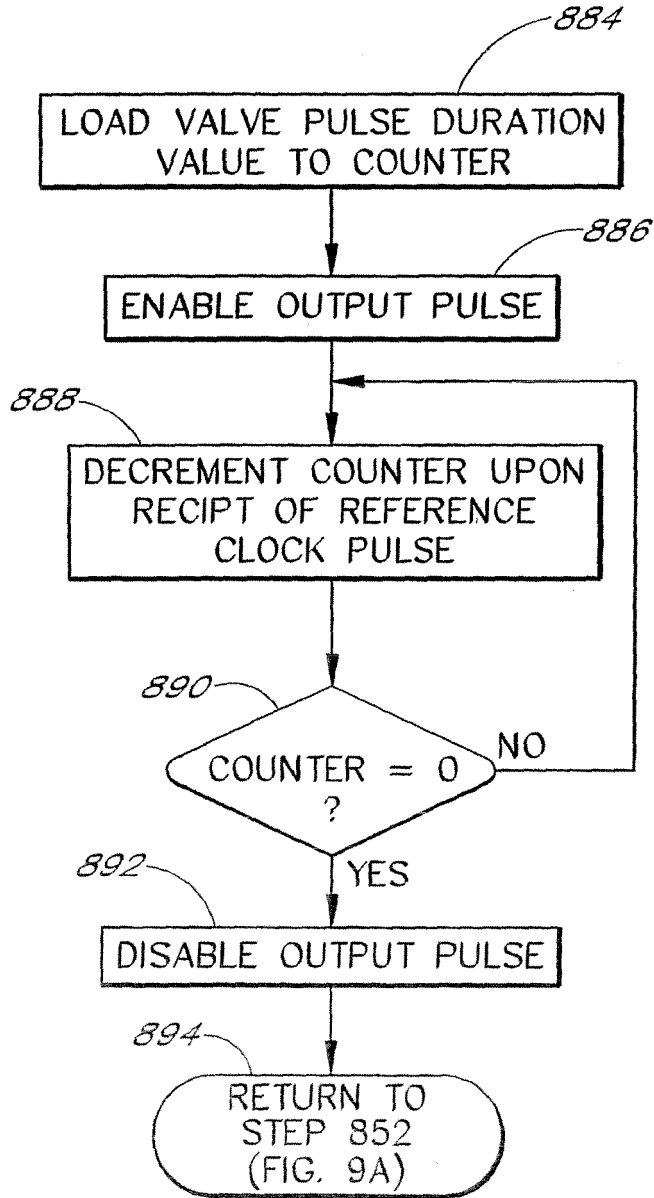 884
LOAD VALVE PULSE DURATION
VALUE TO COUNTER
886
ENABLE OUTPUT PULSE
888
DECREMENT COUNTER UPON
RECIPT OF REFERENCE
CLOCK PULSE
890
COUNTER = 0
?
NO
YES
892
DISABLE OUTPUT PULSE
894
RETURN TO
STEP 852
(FIG. 9A)